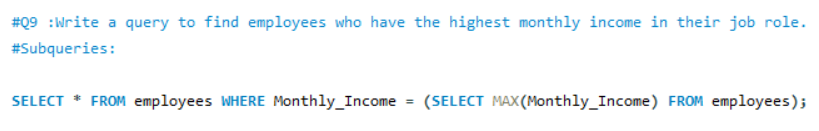 #Q9 :Write a query to find employees who have the highest monthly income in their job role.
#Subqueries:
SELECT * FROM employees WHERE Monthly_Income = (SELECT MAX(Monthly_Income) FROM employees);